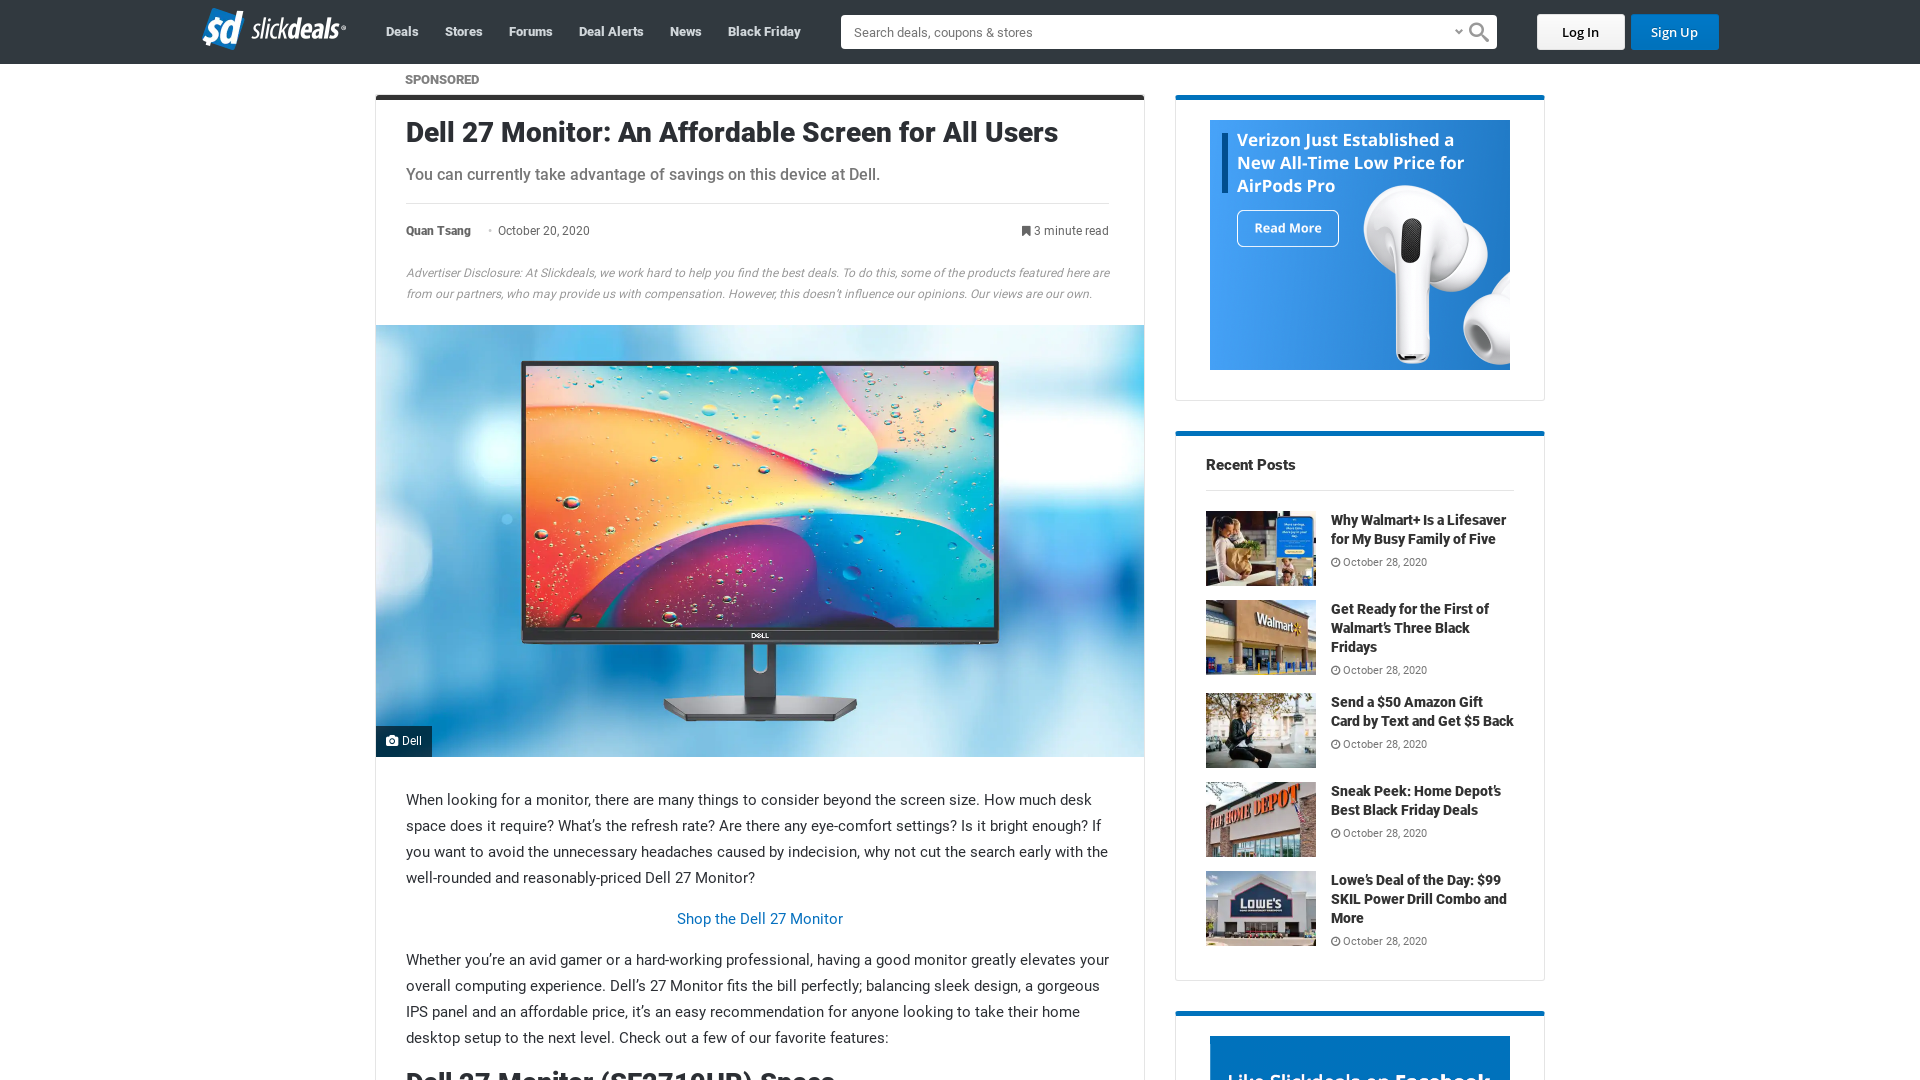 slickdeals
Deals
Stores
Forums
Deal Alerts
News
Black Friday
Search deals, coupons & stores
Log In
Sign Up
SPONSORED
Dell 27 Monitor: An Affordable Screen for All Users
You can currently take advantage of savings on this device at Dell.
Quan Tsang • October 20, 2020
3 minute read
Advertiser Disclosure: At Slickdeals, we work hard to help you find the best deals. To do this, some of the products featured here are
from our partners, who may provide us with compensation. However, this doesn’t influence our opinions. Our views are our own.
DELL
Dell
When looking for a monitor, there are many things to consider beyond the screen size. How much desk
space does it require? What’s the refresh rate? Are there any eye-comfort settings? Is it bright enough? If
you want to avoid the unnecessary headaches caused by indecision, why not cut the search early with the
well-rounded and reasonably-priced Dell 27 Monitor?
Shop the Dell 27 Monitor
Whether you’re an avid gamer or a hard-working professional, having a good monitor greatly elevates your
overall computing experience. Dell’s 27 Monitor fits the bill perfectly; balancing sleek design, a gorgeous
IPS panel and an affordable price, it’s an easy recommendation for anyone looking to take their home
desktop setup to the next level. Check out a few of our favorite features:
Dell 27 Monitor (SE2719HR) Specs
Verizon Just Established a
New All-Time Low Price for
AirPods Pro
Read More
Recent Posts
Why Walmart+ Is a Lifesaver
for My Busy Family of Five
October 28, 2020
Walmart
Get Ready for the First of
Walmart’s Three Black
Fridays
October 28, 2020
Send a $50 Amazon Gift
Card by Text and Get $5 Back
October 28, 2020
THE HOME DEPOT
Sneak Peek: Home Depot’s
Best Black Friday Deals
October 28, 2020
LOWE'S
Lowe’s Deal of the Day: $99
SKIL Power Drill Combo and
More
October 28, 2020
Like Slickdeals on Facebook